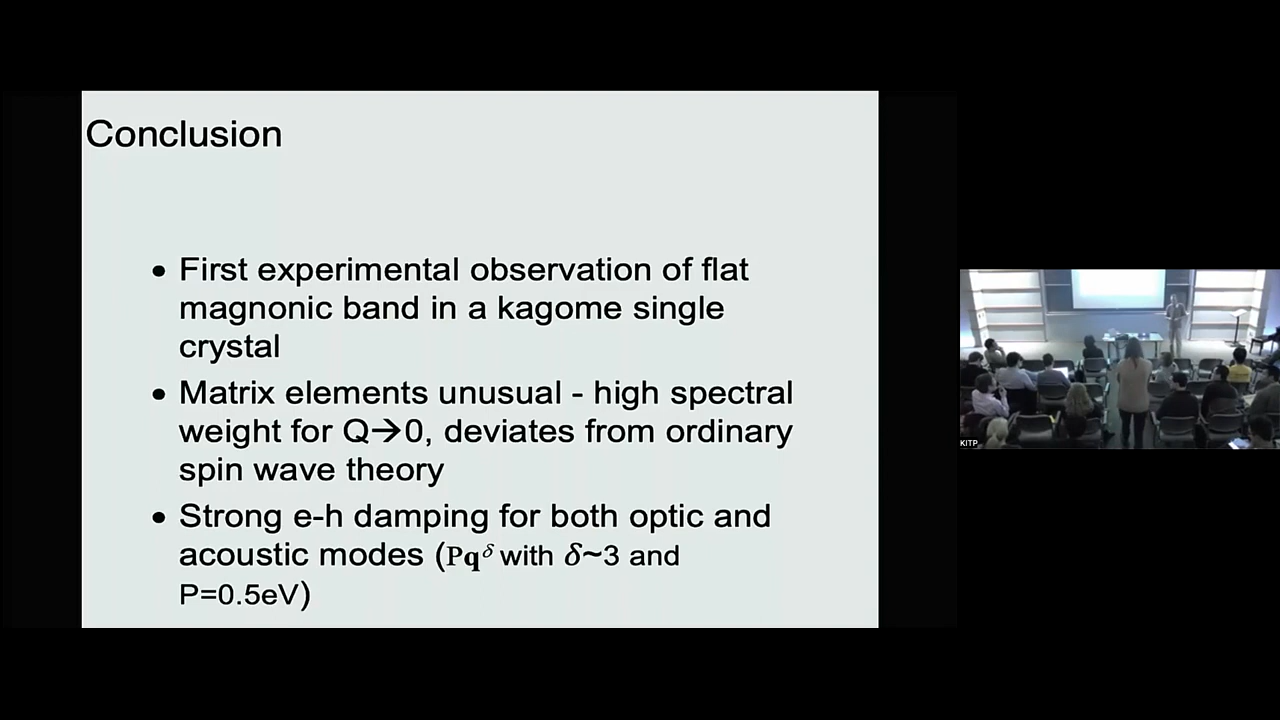 Conclusion
• First experimental observation of flat
magnonic band in a kagome single
crystal
• Matrix elements unusual - high spectral
weight for Q→0, deviates from ordinary
spin wave theory
• Strong e-h damping for both optic and
acoustic modes (Pq^δ with δ~3 and
P=0.5eV)
KITP